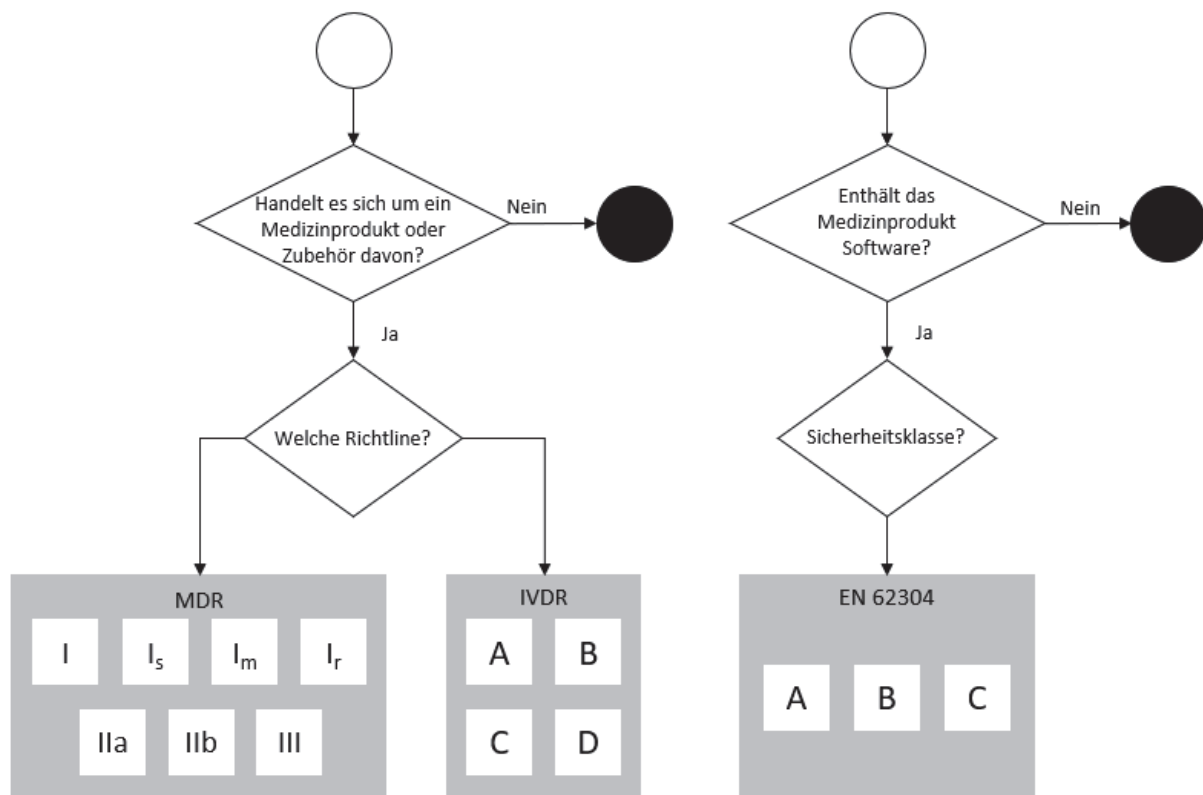 Handelt es sich um ein
Medizinprodukt oder
Zubehör davon?
Nein
Ja
Welche Richtline?
MDR
I
Is
Im
Ir
IIa
IIb
III
IVDR
A
B
C
D
Enthält das
Medizinprodukt
Software?
Nein
Ja
Sicherheitsklasse?
EN 62304
A
B
C